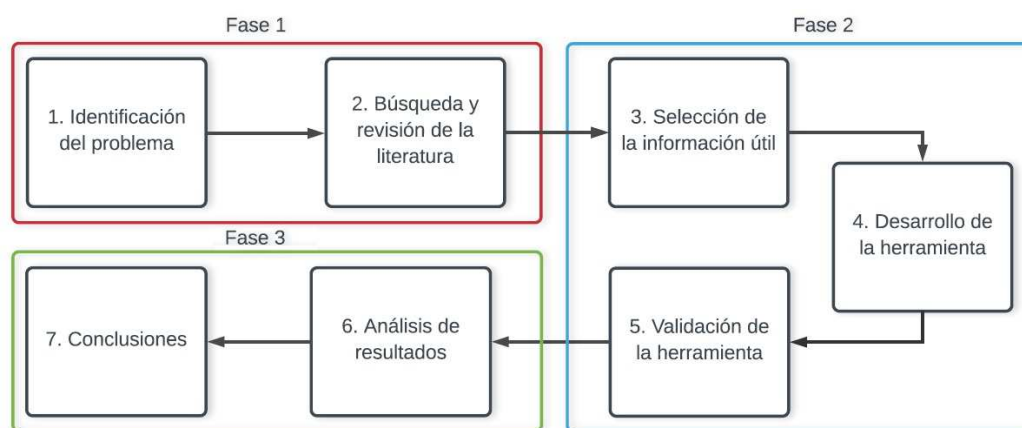 Fase 1
1. Identificación
del problema
2. Búsqueda y
revisión de la
literatura
Fase 2
3. Selección de
la información útil
4. Desarrollo de
la herramienta
5. Validación de
la herramienta
Fase 3
6. Análisis de
resultados
7. Conclusiones